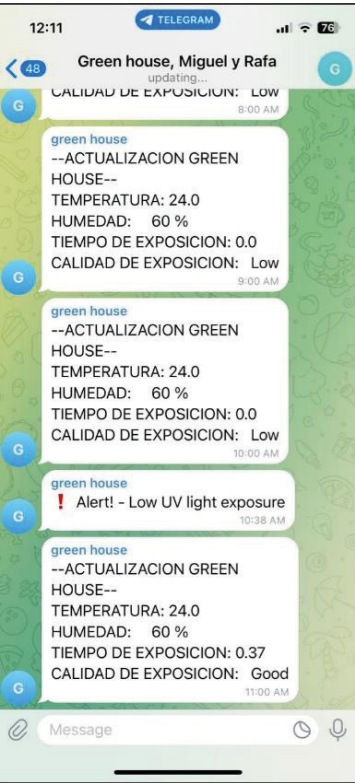 12:11
TELEGRAM
76
48
Green house, Miguel y Rafa
updating...
G
CALIDAD DE EXPOSICION: Low
8:00 AM
G
green house
--ACTUALIZACION GREEN
HOUSE--
TEMPERATURA: 24.0
HUMEDAD: 60 %
TIEMPO DE EXPOSICION: 0.0
CALIDAD DE EXPOSICION: Low
9:00 AM
G
green house
--ACTUALIZACION GREEN
HOUSE--
TEMPERATURA: 24.0
HUMEDAD: 60 %
TIEMPO DE EXPOSICION: 0.0
CALIDAD DE EXPOSICION: Low
10:00 AM
G
green house
❗ Alert! - Low UV light exposure
10:38 AM
G
green house
--ACTUALIZACION GREEN
HOUSE--
TEMPERATURA: 24.0
HUMEDAD: 60 %
TIEMPO DE EXPOSICION: 0.37
CALIDAD DE EXPOSICION: Good
11:00 AM
G
Message